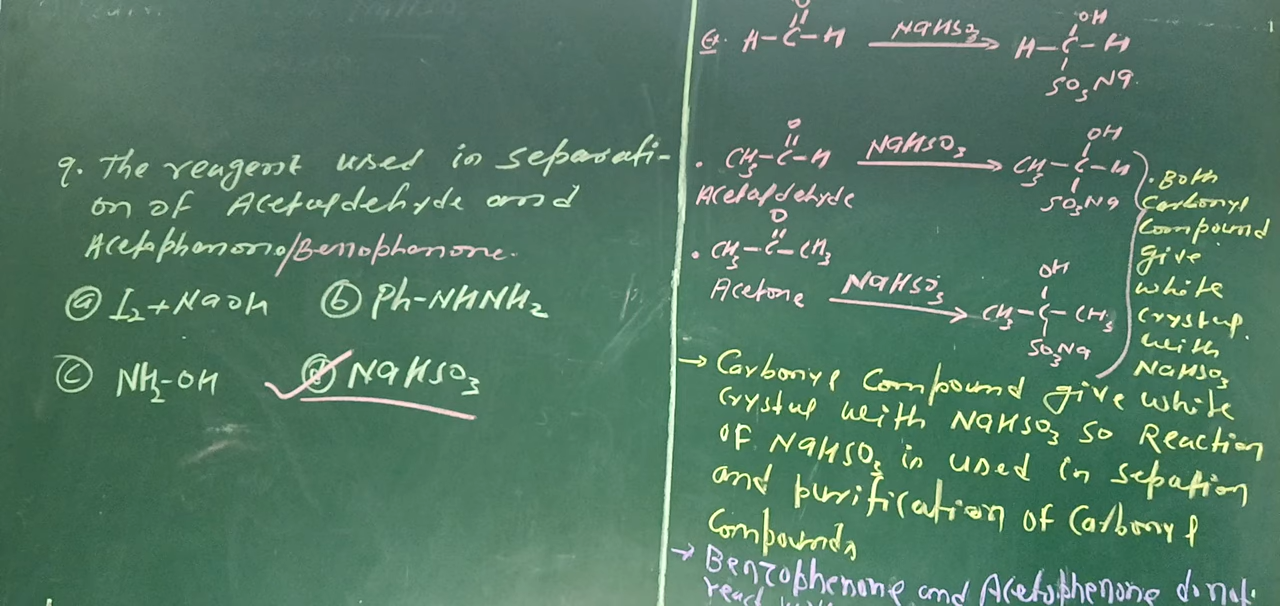 9. The reagent used in separati-
on of Acetaldehyde and
Acetophenone/Benzophenone.
(a) I2+NaOH (b) Ph-NHNH2
(c) NH2-OH (d) NaHSO3
Ex. H-C-H NaHSO3 H-C-H
O
OH
SO3Na
O
CH3-C-H NaHSO3 CH3-C-H
OH
SO3Na
Acetaldehyde
O
CH3-C-CH3
Acetone NaHSO3 CH3-C-CH3
OH
SO3Na
. Both
Carbonyl
Compound
give
white
crystal
with
NaHSO3
→ Carbonyl Compound give white
crystal with NaHSO3 so Reaction
of NaHSO3 is used in sepation
and purification of Carbonyl
Compounds
→ Benzophenone and Acetophenone do not
react